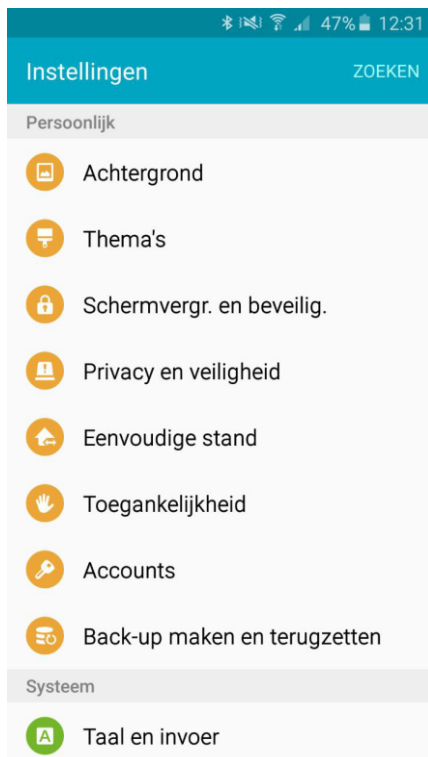 47% 12:31
Instellingen ZOEKEN
Persoonlijk
Achtergrond
Thema's
Schermvergr. en beveilig.
Privacy en veiligheid
Eenvoudige stand
Toegankelijkheid
Accounts
Back-up maken en terugzetten
Systeem
A Taal en invoer